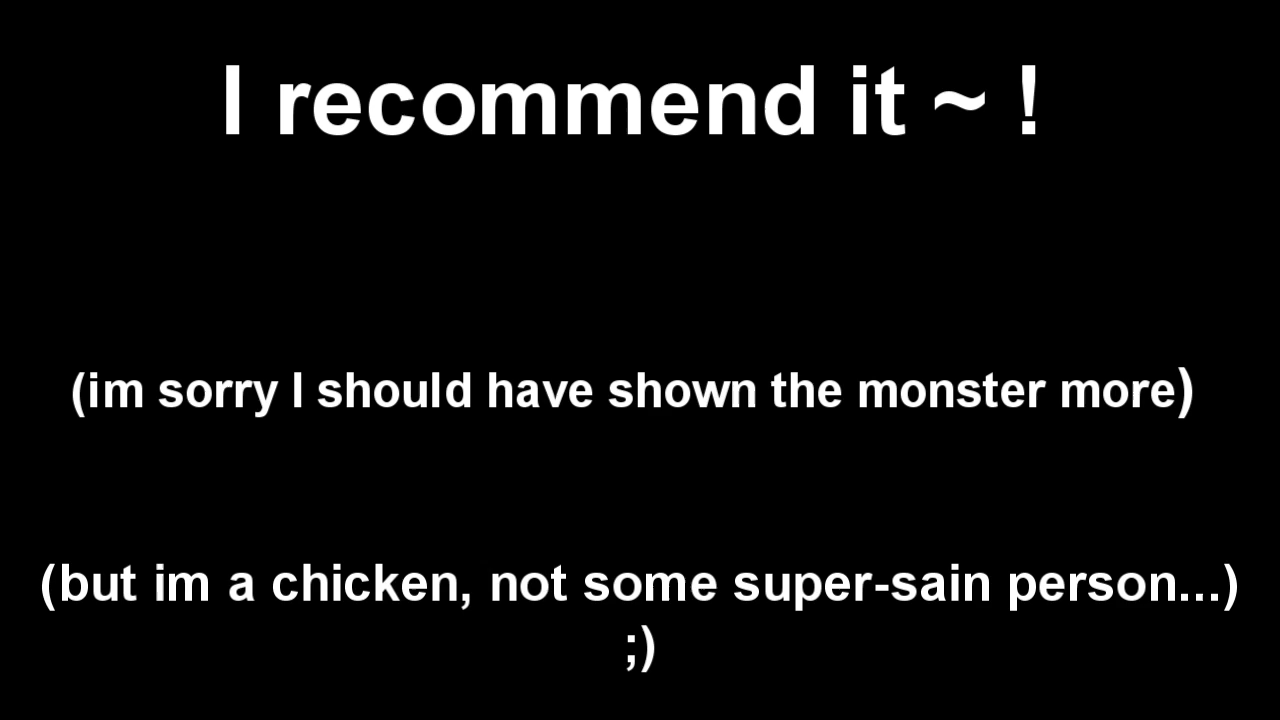 I recommend it ~ !
(im sorry I should have shown the monster more)
(but im a chicken, not some super-sain person...)
;)